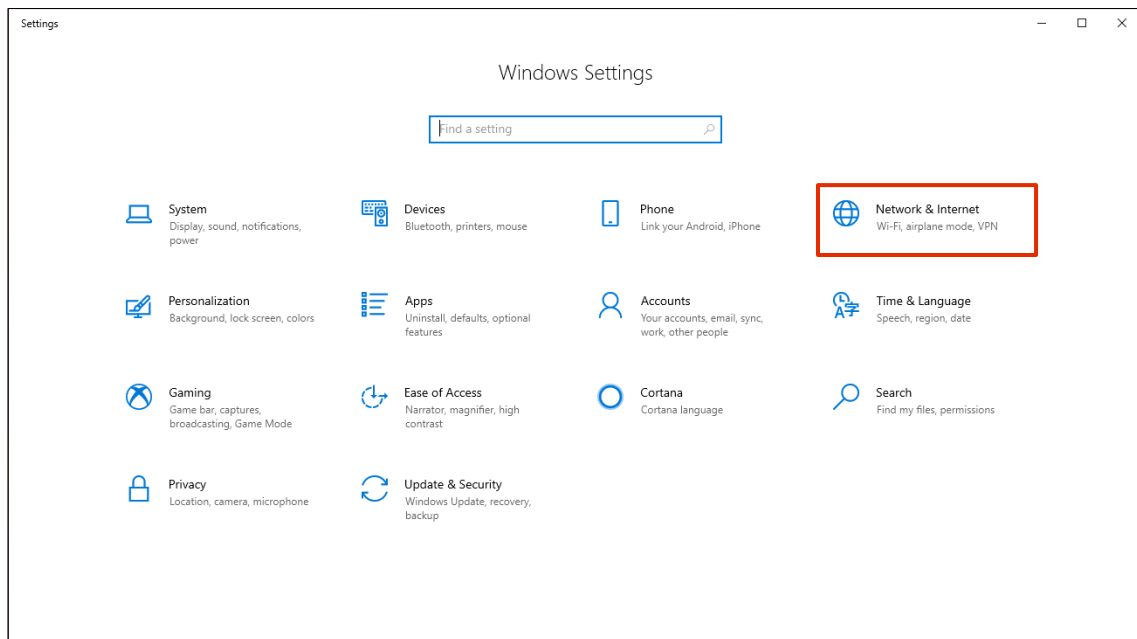 Settings
Windows Settings
Find a setting
System
Display, sound, notifications,
power
Devices
Bluetooth, printers, mouse
Phone
Link your Android, iPhone
Network & Internet
Wi-Fi, airplane mode, VPN
Personalization
Background, lock screen, colors
Apps
Uninstall, defaults, optional
features
Accounts
Your accounts, email, sync,
work, other people
Time & Language
Speech, region, date
Gaming
Game bar, captures,
broadcasting, Game Mode
Ease of Access
Narrator, magnifier, high
contrast
Cortana
Cortana language
Search
Find my files, permissions
Privacy
Location, camera, microphone
Update & Security
Windows Update, recovery,
backup